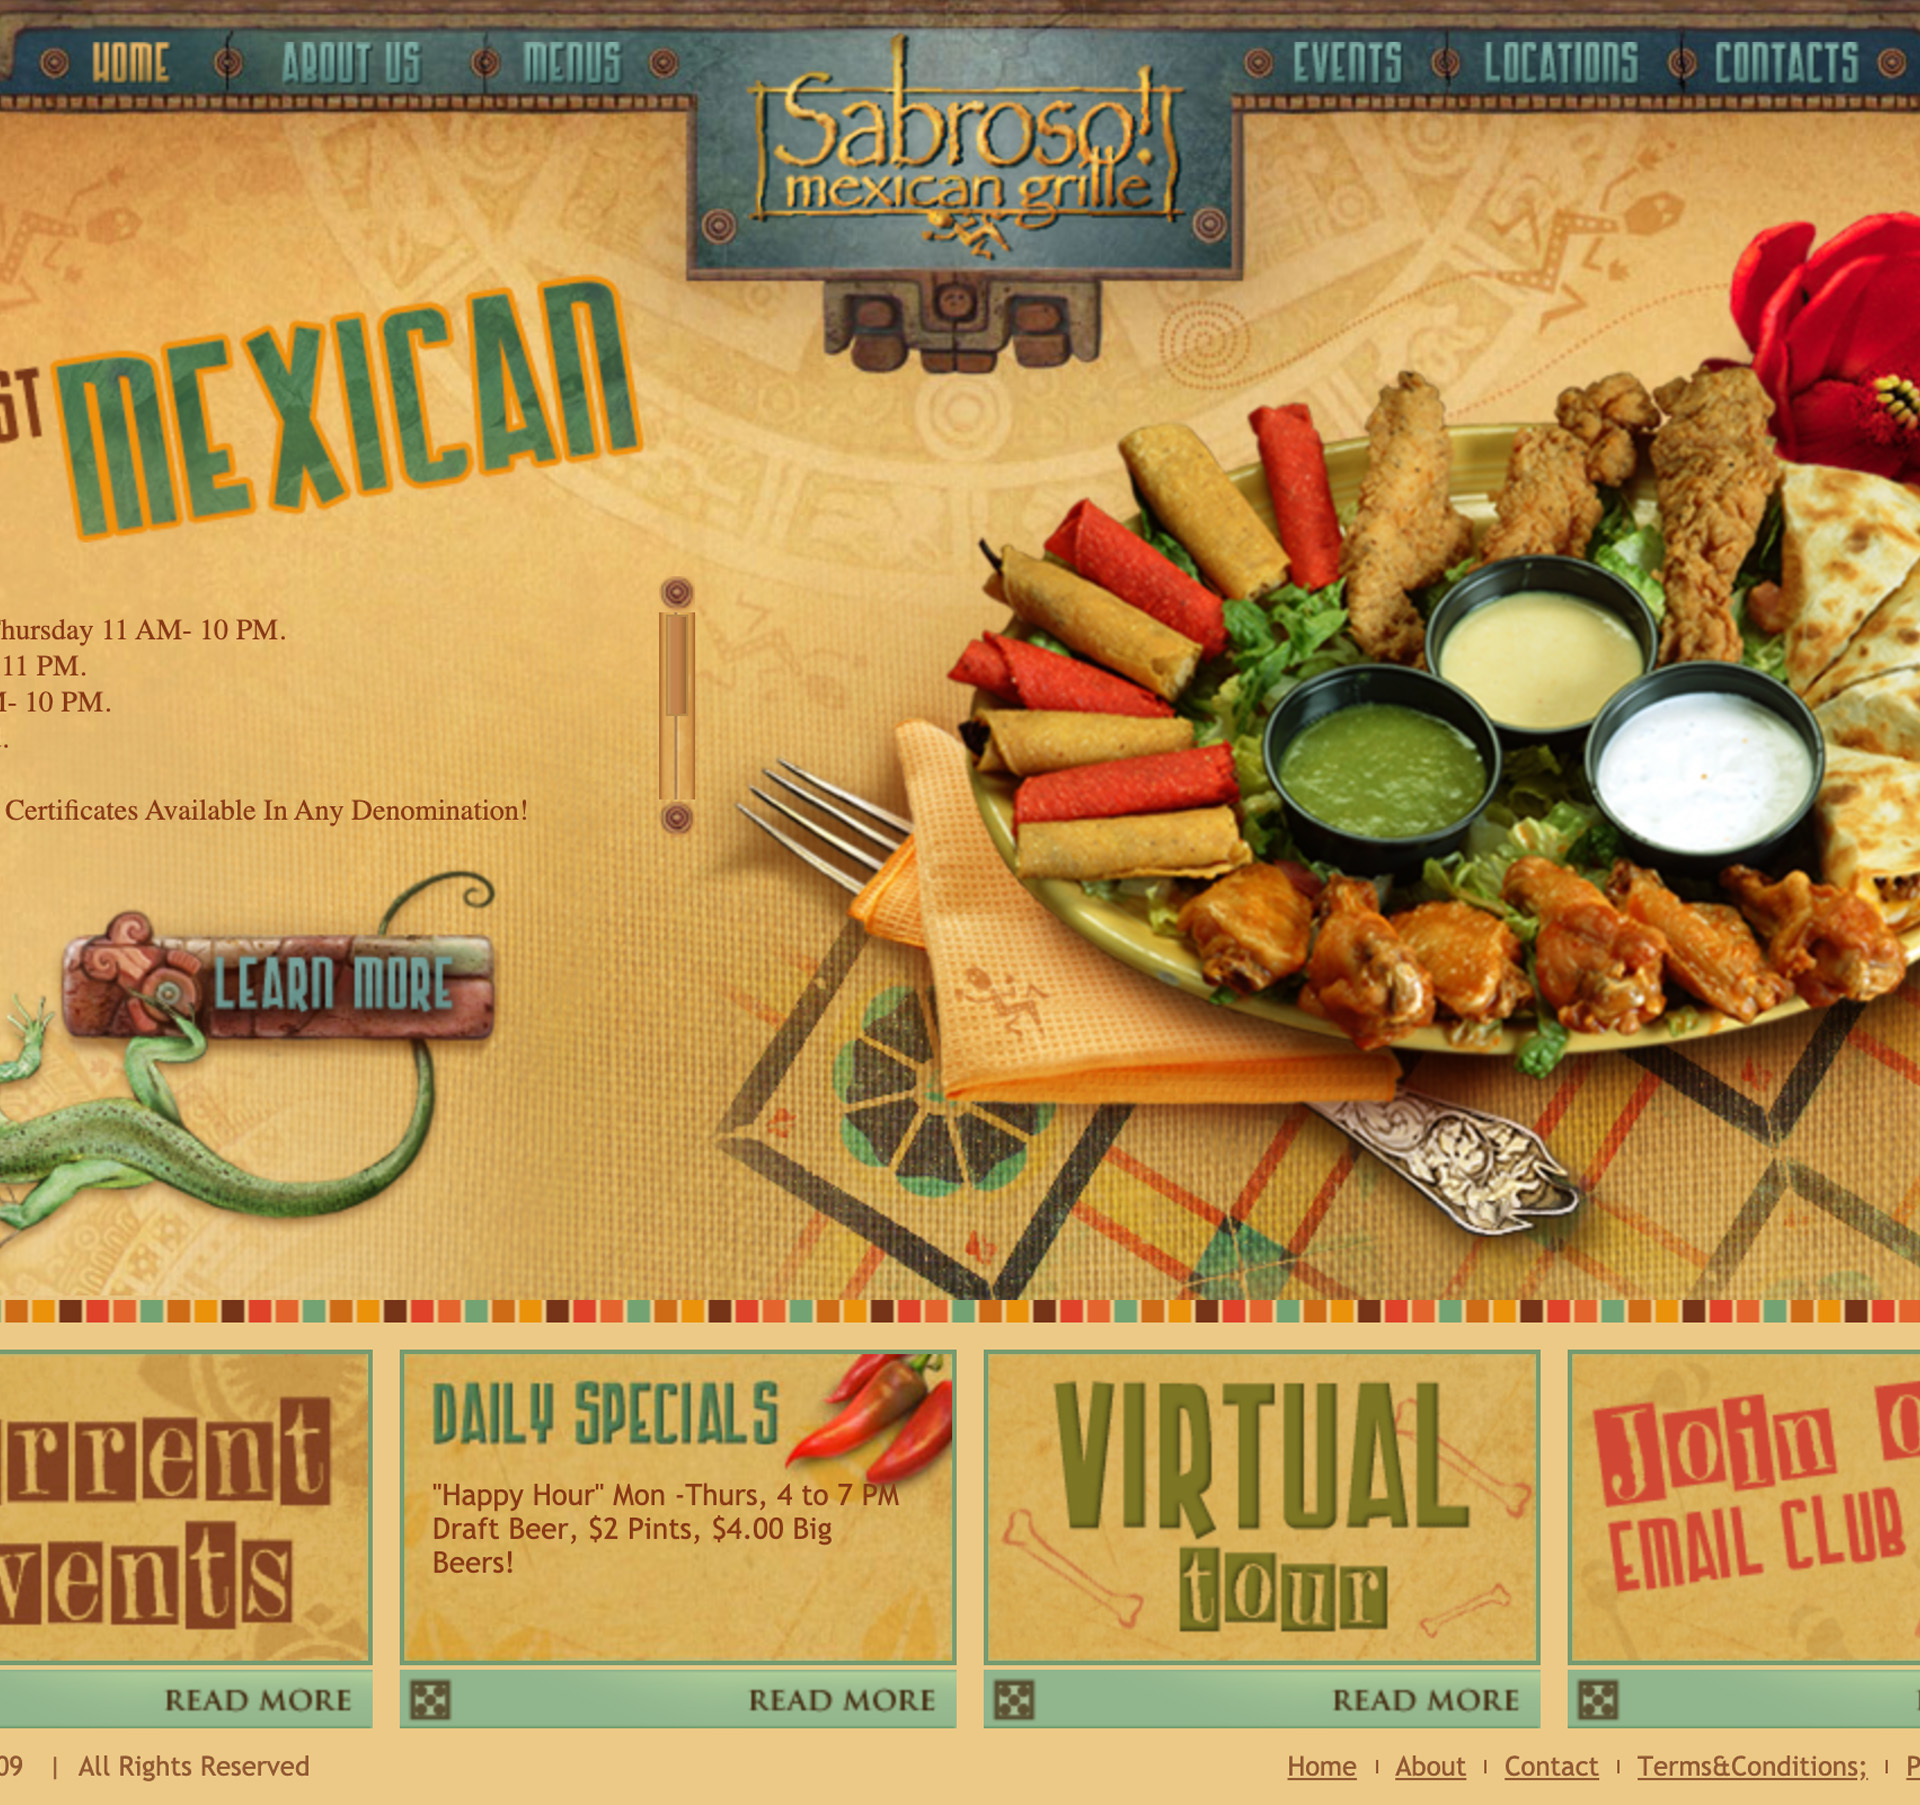 HOME ABOUT US MENUS EVENTS LOCATIONS CONTACTS
Sabroso!
mexican grille
ST MEXICAN
hursday 11 AM- 10 PM.
11 PM.
- 10 PM.
Certificates Available In Any Denomination!
LEARN MORE
rrent
vents
READ MORE
DAILY SPECIALS
"Happy Hour" Mon -Thurs, 4 to 7 PM
Draft Beer, $2 Pints, $4.00 Big
Beers!
READ MORE
VIRTUAL
tour
READ MORE
Join
EMAIL CLUB
09 | All Rights Reserved
Home | About | Contact | Terms&Conditions; | P